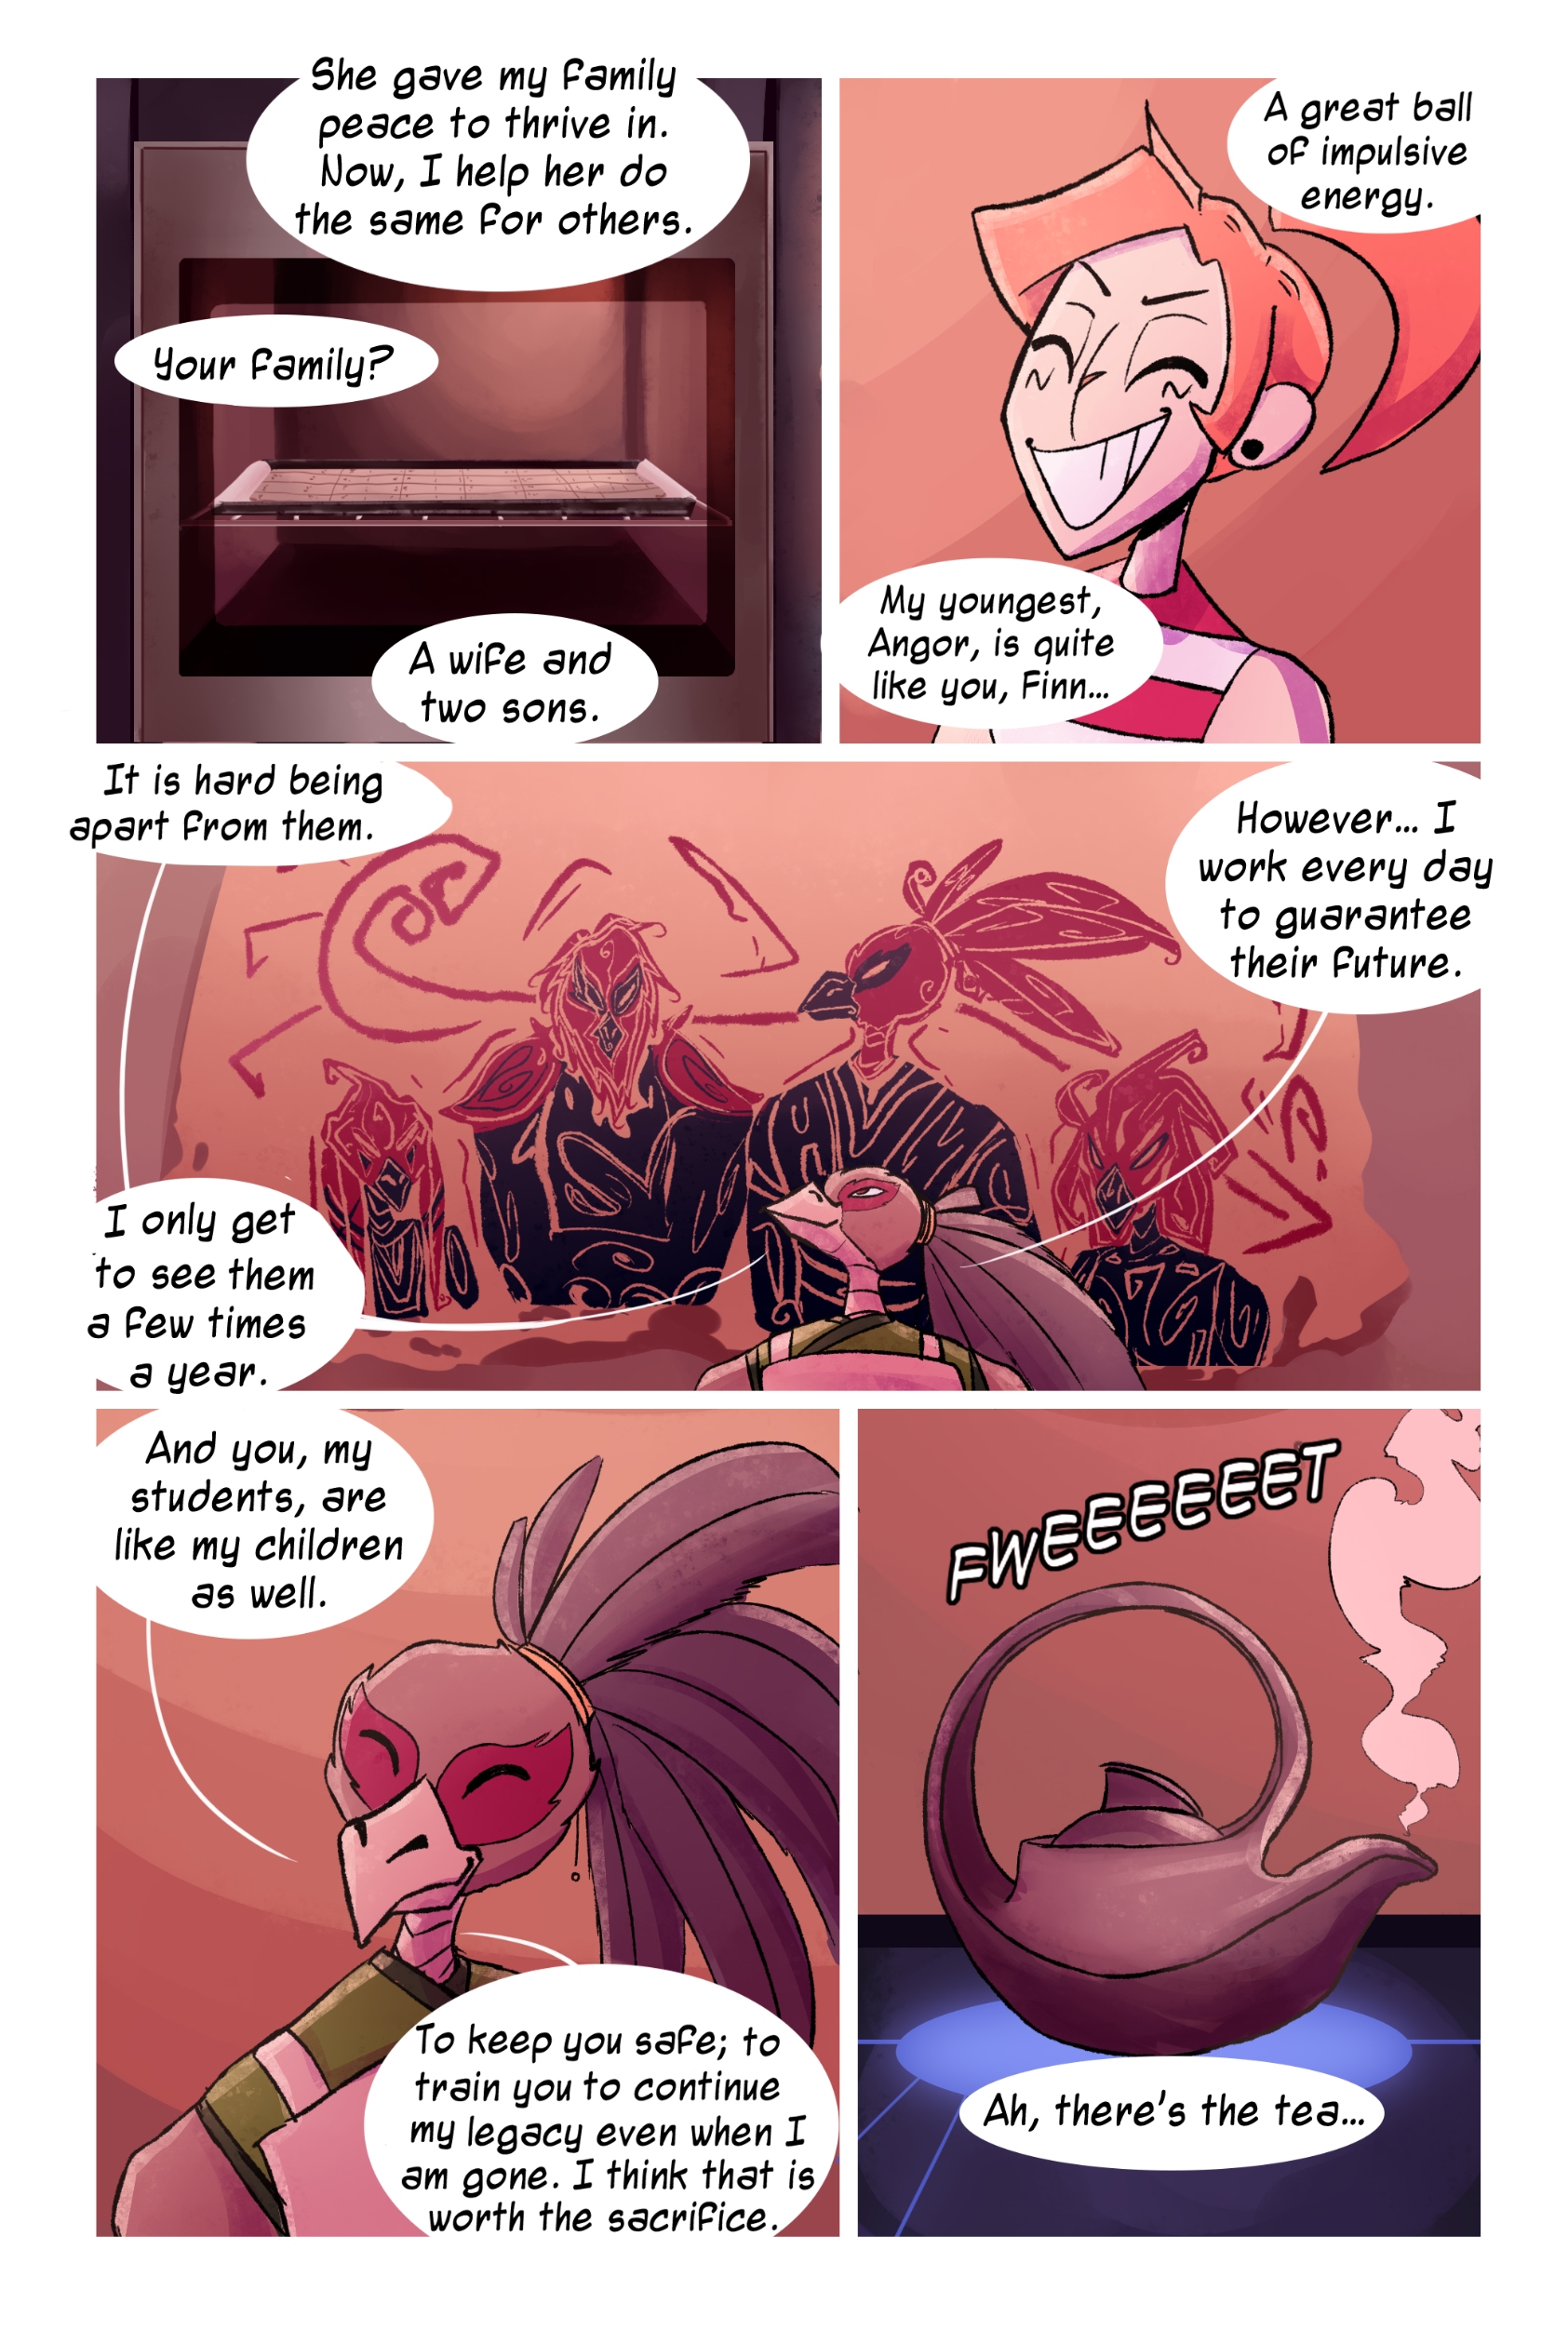 She gave my family
peace to thrive in.
Now, I help her do
the same for others.
Your family?
A wife and
two sons.
A great ball
of impulsive
energy.
My youngest,
Angor, is quite
like you, Finn...
It is hard being
apart from them.
I only get
to see them
a few times
a year.
However... I
work every day
to guarantee
their future.
And you, my
students, are
like my children
as well.
To keep you safe; to
train you to continue
my legacy even when I
am gone. I think that is
worth the sacrifice.
FWEEEEEET
Ah, there's the tea...